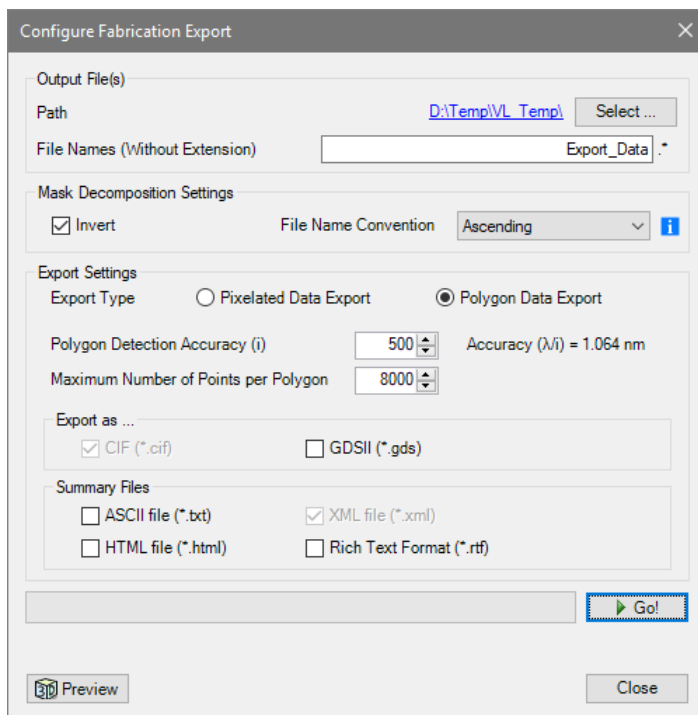 Configure Fabrication Export
Output File(s)
Path D:\Temp\VL_Temp\ Select ...
File Names (Without Extension) Export_Data .*
Mask Decomposition Settings
Invert File Name Convention Ascending i
Export Settings
Export Type Pixelated Data Export Polygon Data Export
Polygon Detection Accuracy (i) 500 Accuracy (λ/i) = 1.064 nm
Maximum Number of Points per Polygon 8000
Export as ...
CIF (*.cif) GDSII (*.gds)
Summary Files
ASCII file (*.txt) XML file (*.xml)
HTML file (*.html) Rich Text Format (*.rtf)
Go!
3D Preview Close